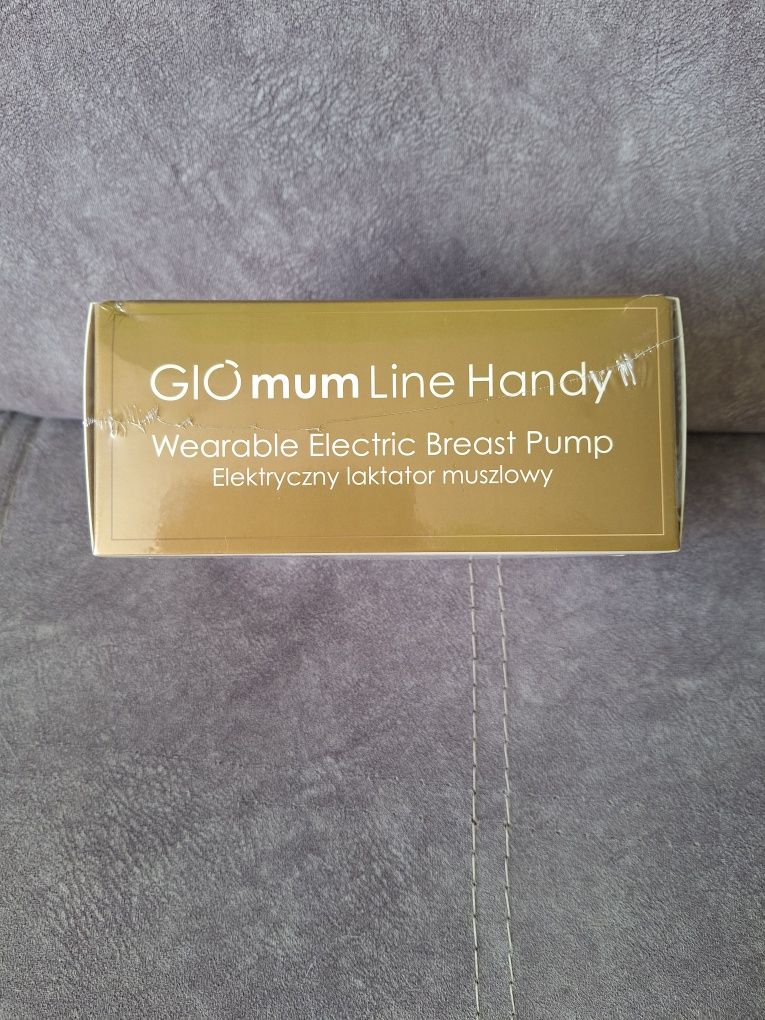 GIO mum Line Handy
Wearable Electric Breast Pump
Elektryczny laktator muszlowy